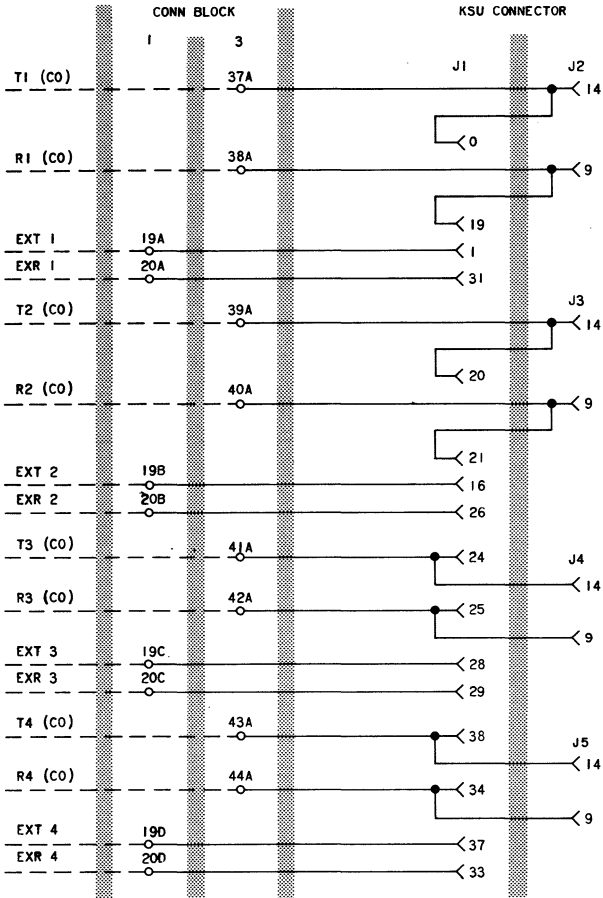 CONN BLOCK KSU CONNECTOR
1 3
J1 J2
T1 (CO) 37A 14
0
R1 (CO) 38A 9
19
EXT 1 19A 1
EXR 1 20A 31
T2 (CO) 39A J3 14
20
R2 (CO) 40A 9
21
EXT 2 19B 16
EXR 2 20B 26
T3 (CO) 41A 24 J4
14
R3 (CO) 42A 25
9
EXT 3 19C 28
EXR 3 20C 29
T4 (CO) 43A 38 J5
14
R4 (CO) 44A 34
9
EXT 4 19D 37
EXR 4 20D 33